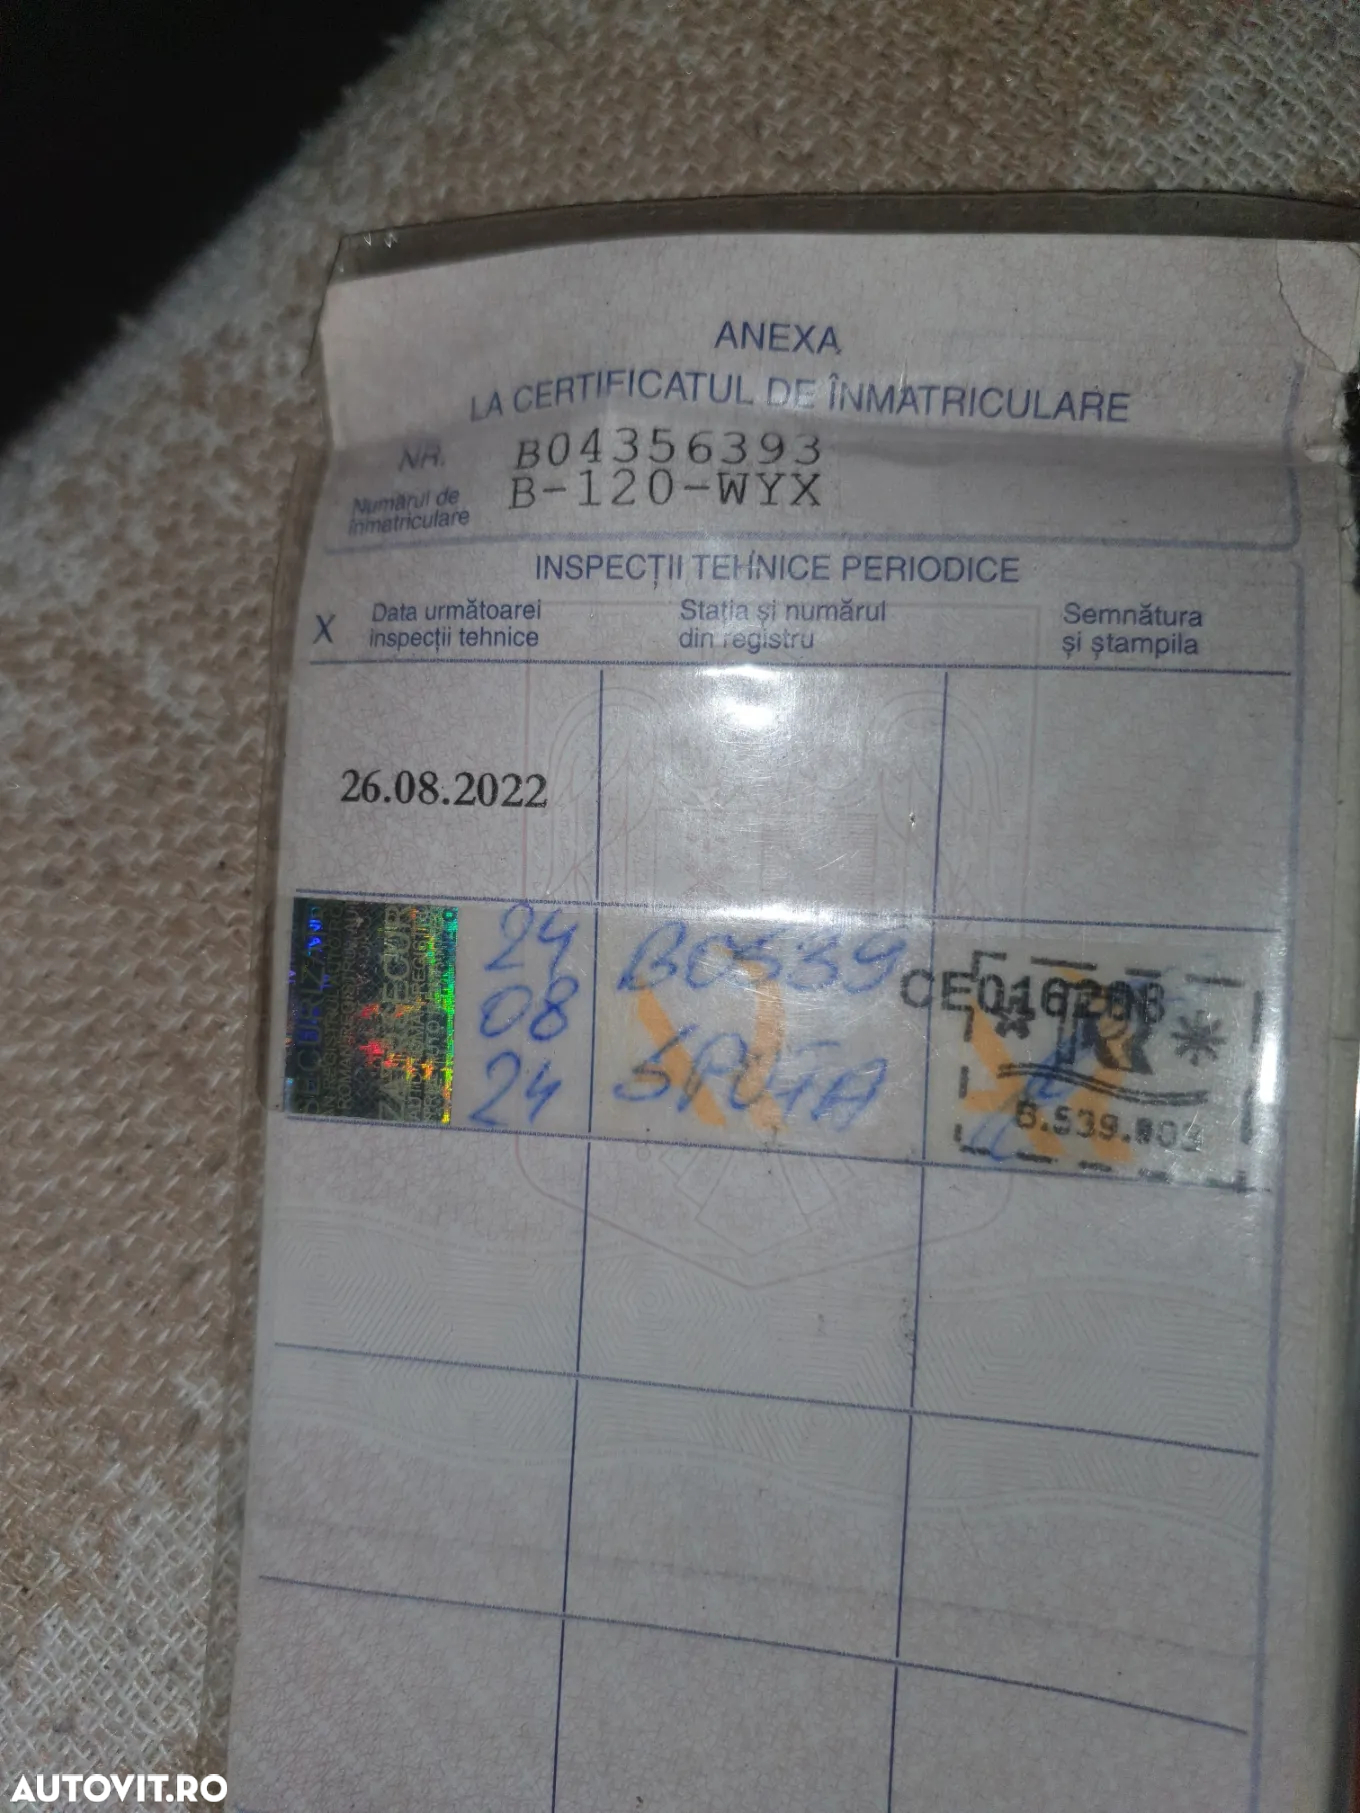 ANEXA
LA CERTIFICATUL DE ÎNMATRICULARE
NR. B04356393
Numărul de înmatriculare B-120-WYX
INSPECȚII TEHNICE PERIODICE
X
Data următoarei
inspecții tehnice
Stația și numărul
din registru
Semnătura
și ștampila
26.08.2022
24
08
24
B0539
CE016208
R
AUTOVIT.RO